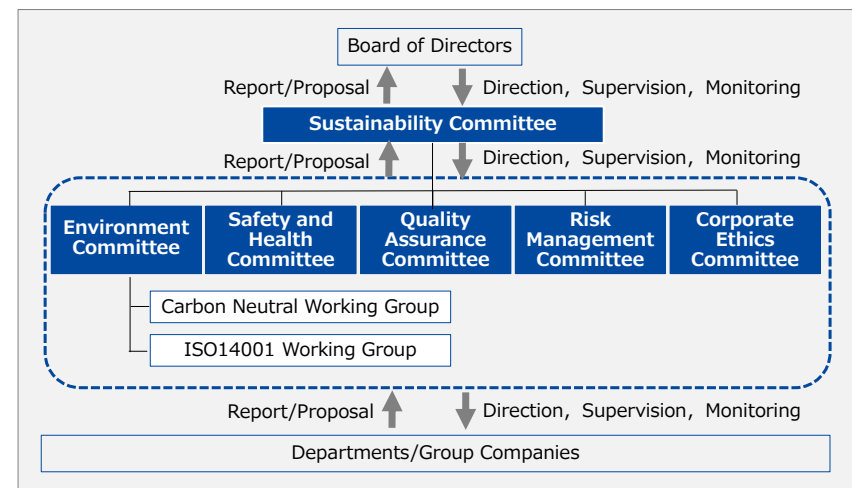 Board of Directors
Report/Proposal
Direction, Supervision, Monitoring
Sustainability Committee
Report/Proposal
Direction, Supervision, Monitoring
Environment
Committee
Safety and
Health
Committee
Quality
Assurance
Committee
Risk
Management
Committee
Corporate
Ethics
Committee
Carbon Neutral Working Group
ISO14001 Working Group
Report/Proposal
Direction, Supervision, Monitoring
Departments/Group Companies